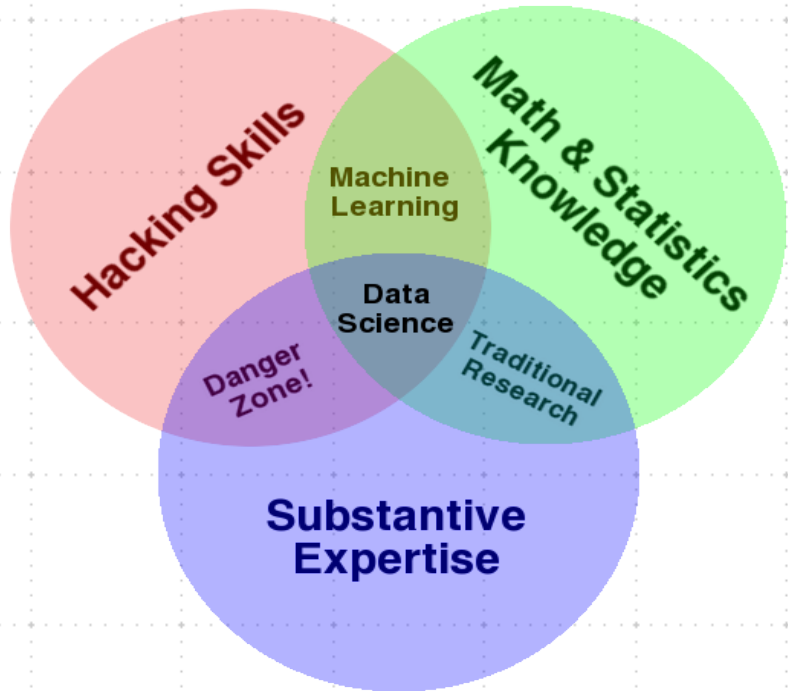 Hacking Skills
Math & Statistics
Knowledge
Machine
Learning
Data
Science
Danger
Zone!
Traditional
Research
Substantive
Expertise